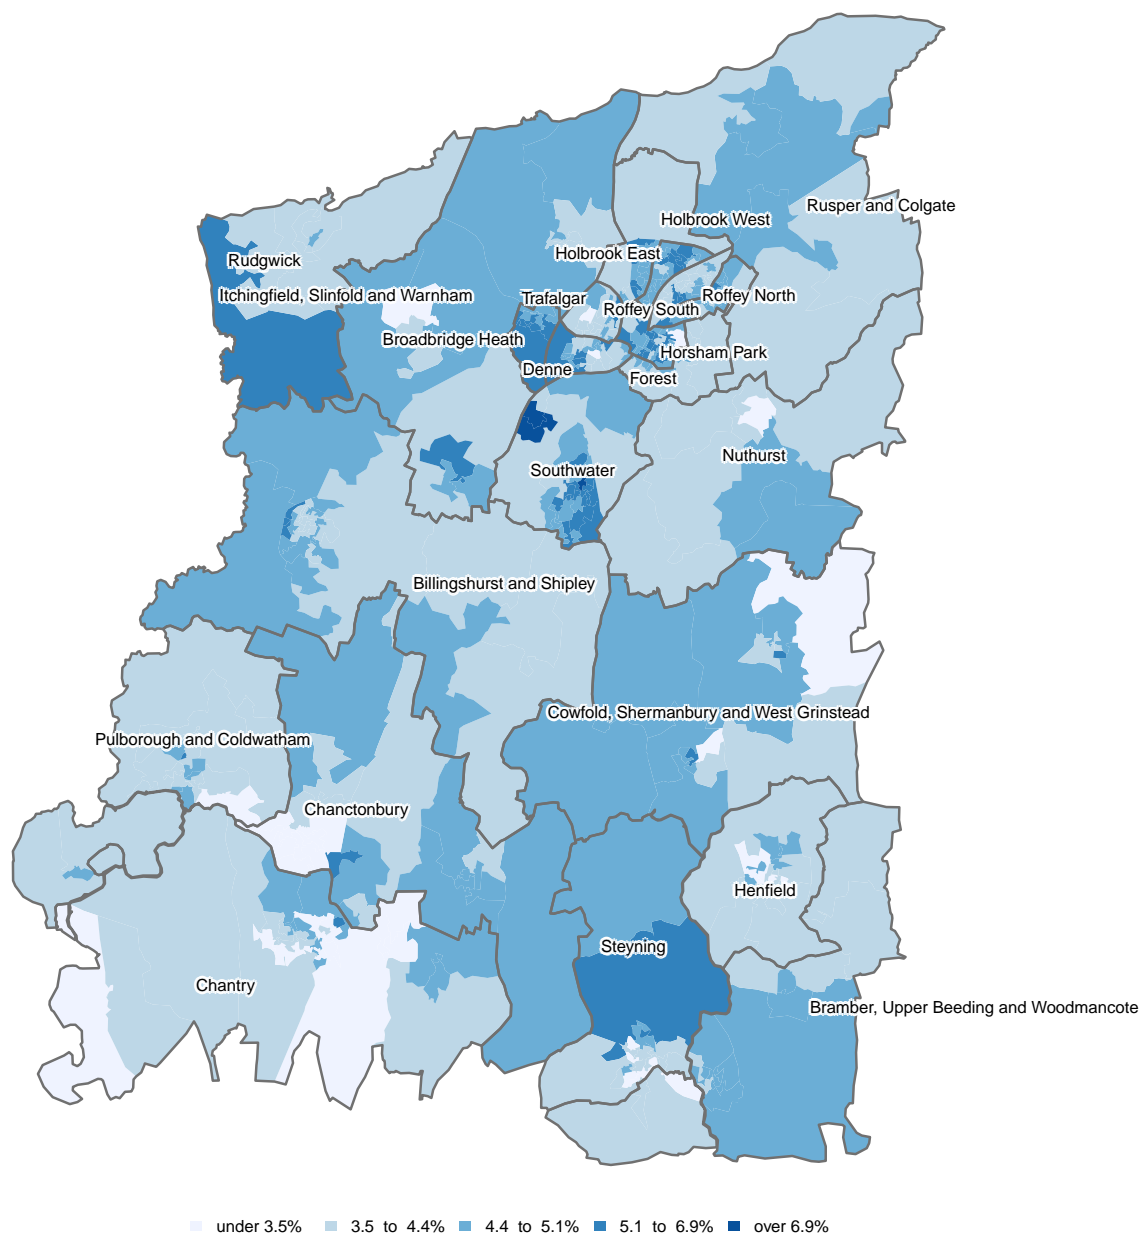 Rusper and Colgate
Holbrook West
Holbrook East
Rudgwick
Itchingfield, Slinfold and Warnham
Trafalgar
Roffey North
Roffey South
Broadbridge Heath
Horsham Park
Denne
Forest
Nuthurst
Southwater
Billingshurst and Shipley
Cowfold, Shermanbury and West Grinstead
Pulborough and Coldwatham
Chanctonbury
Henfield
Steyning
Chantry
Bramber, Upper Beeding and Woodmancote
under 3.5% 3.5 to 4.4% 4.4 to 5.1% 5.1 to 6.9% over 6.9%